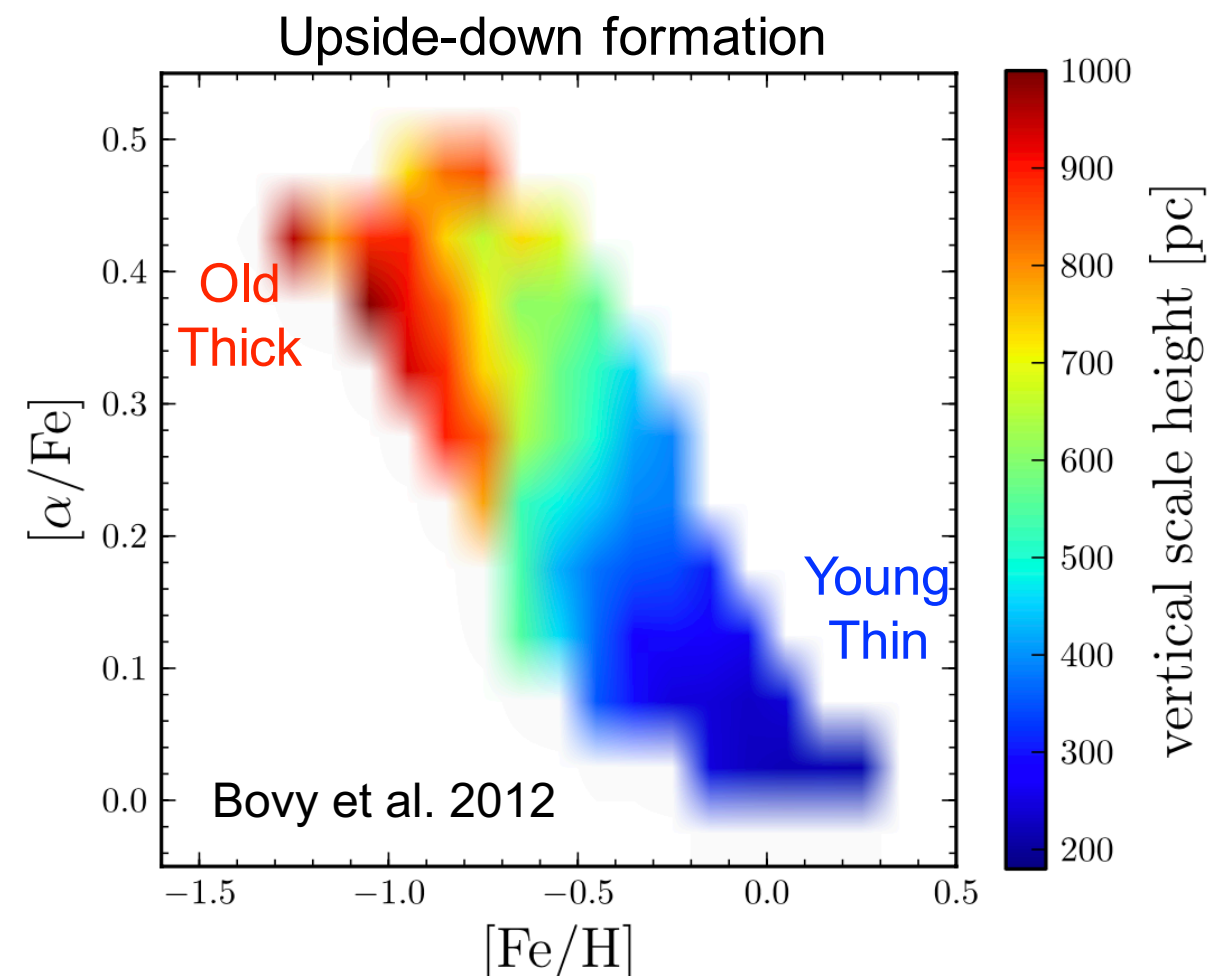 Upside-down formation
0.5
0.4
0.3
0.2
0.1
0.0
[α/Fe]
Old
Thick
Young
Thin
Bovy et al. 2012
−1.5
−1.0
−0.5
0.0
0.5
[Fe/H]
1000
900
800
700
600
500
400
300
200
vertical scale height [pc]